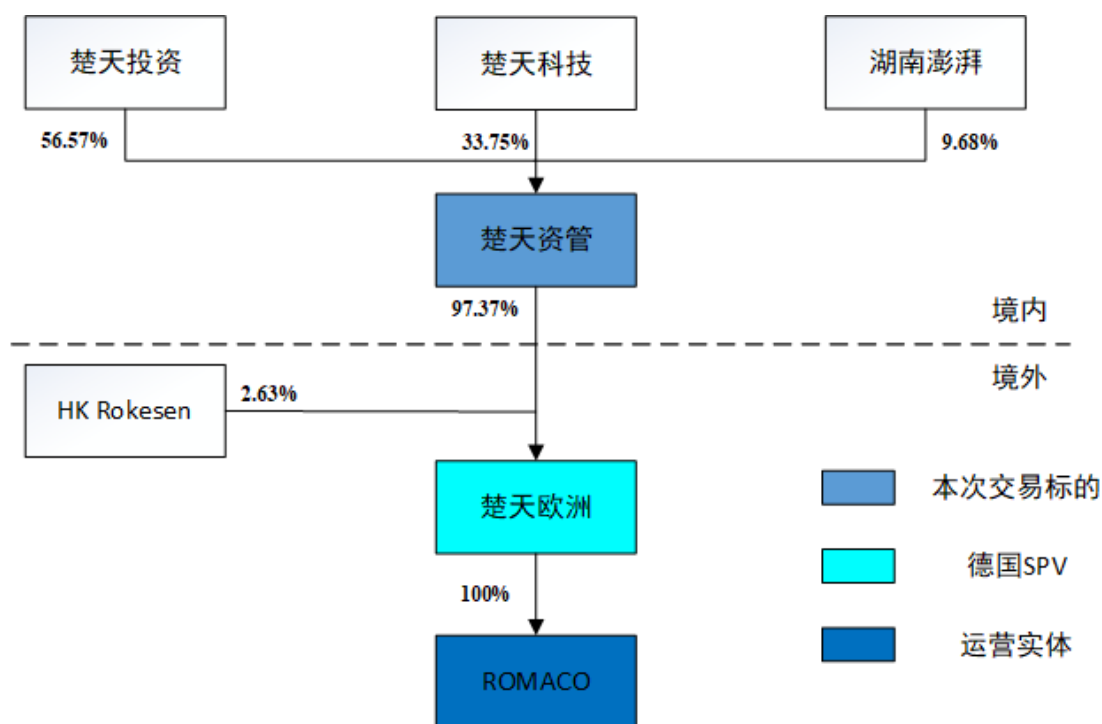 楚天投资
楚天科技
湖南澎湃
56.57%
33.75%
9.68%
楚天资管
97.37%
境内
境外
HK Rokesen
2.63%
楚天欧洲
本次交易标的
德国SPV
100%
运营实体
ROMACO